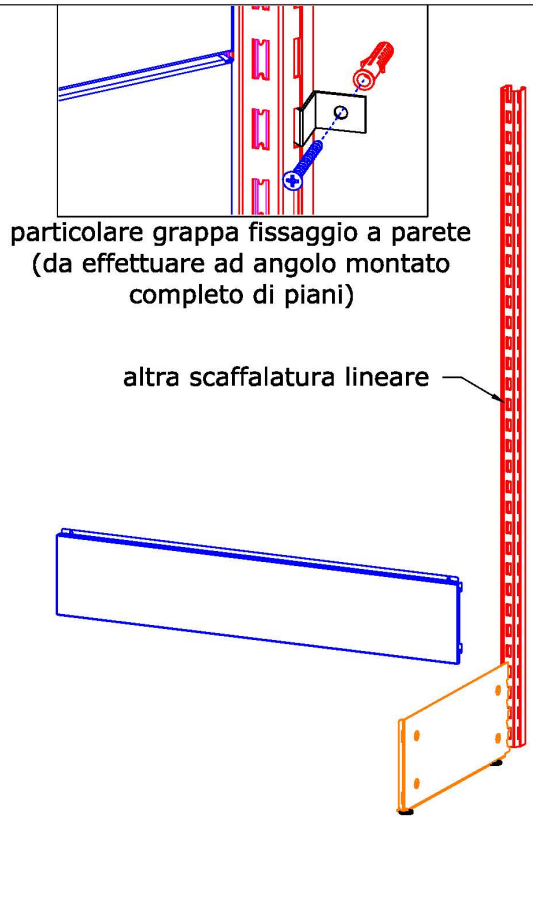 particolare grappa fissaggio a parete
(da effettuare ad angolo montato
completo di piani)
altra scaffalatura lineare